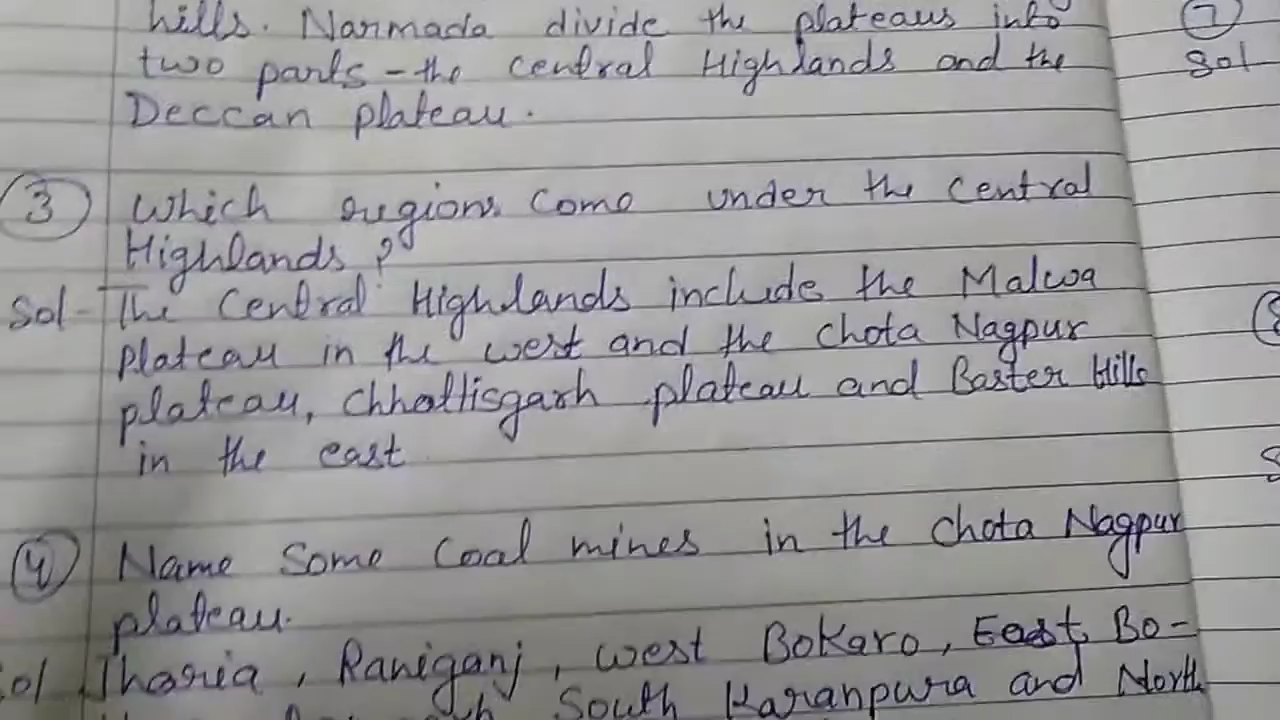 hills. Narmada divide the plateaus into
two parts - the central Highlands and the
Deccan plateau.
3 Which regions come under the Central
Highlands ?
Sol - The Central Highlands include the Malwa
plateau in the west and the Chota Nagpur
plateau, Chhattisgarh plateau and Baster Hills
in the east
4 Name Some Coal mines in the Chota Nagpur
plateau.
ol Jharia, Raniganj, west Bokaro, East Bo-
South Karanpura and North
7
Sol